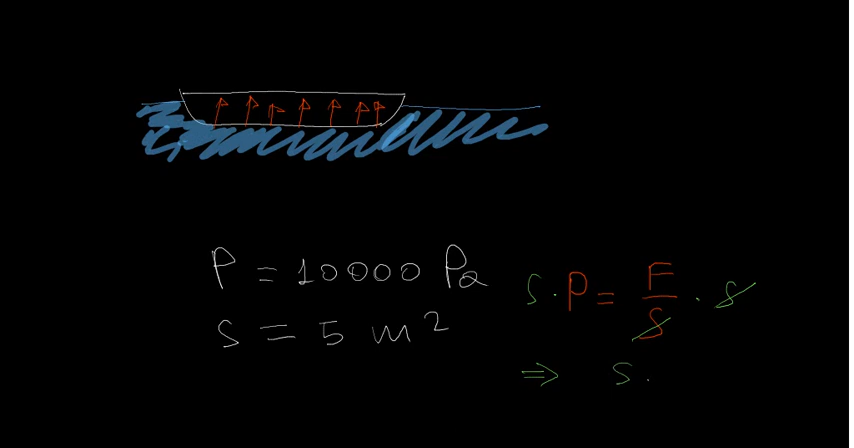 P = 10000 Pa
s = 5 m²
s · P = F/s · s
⇒ s ·